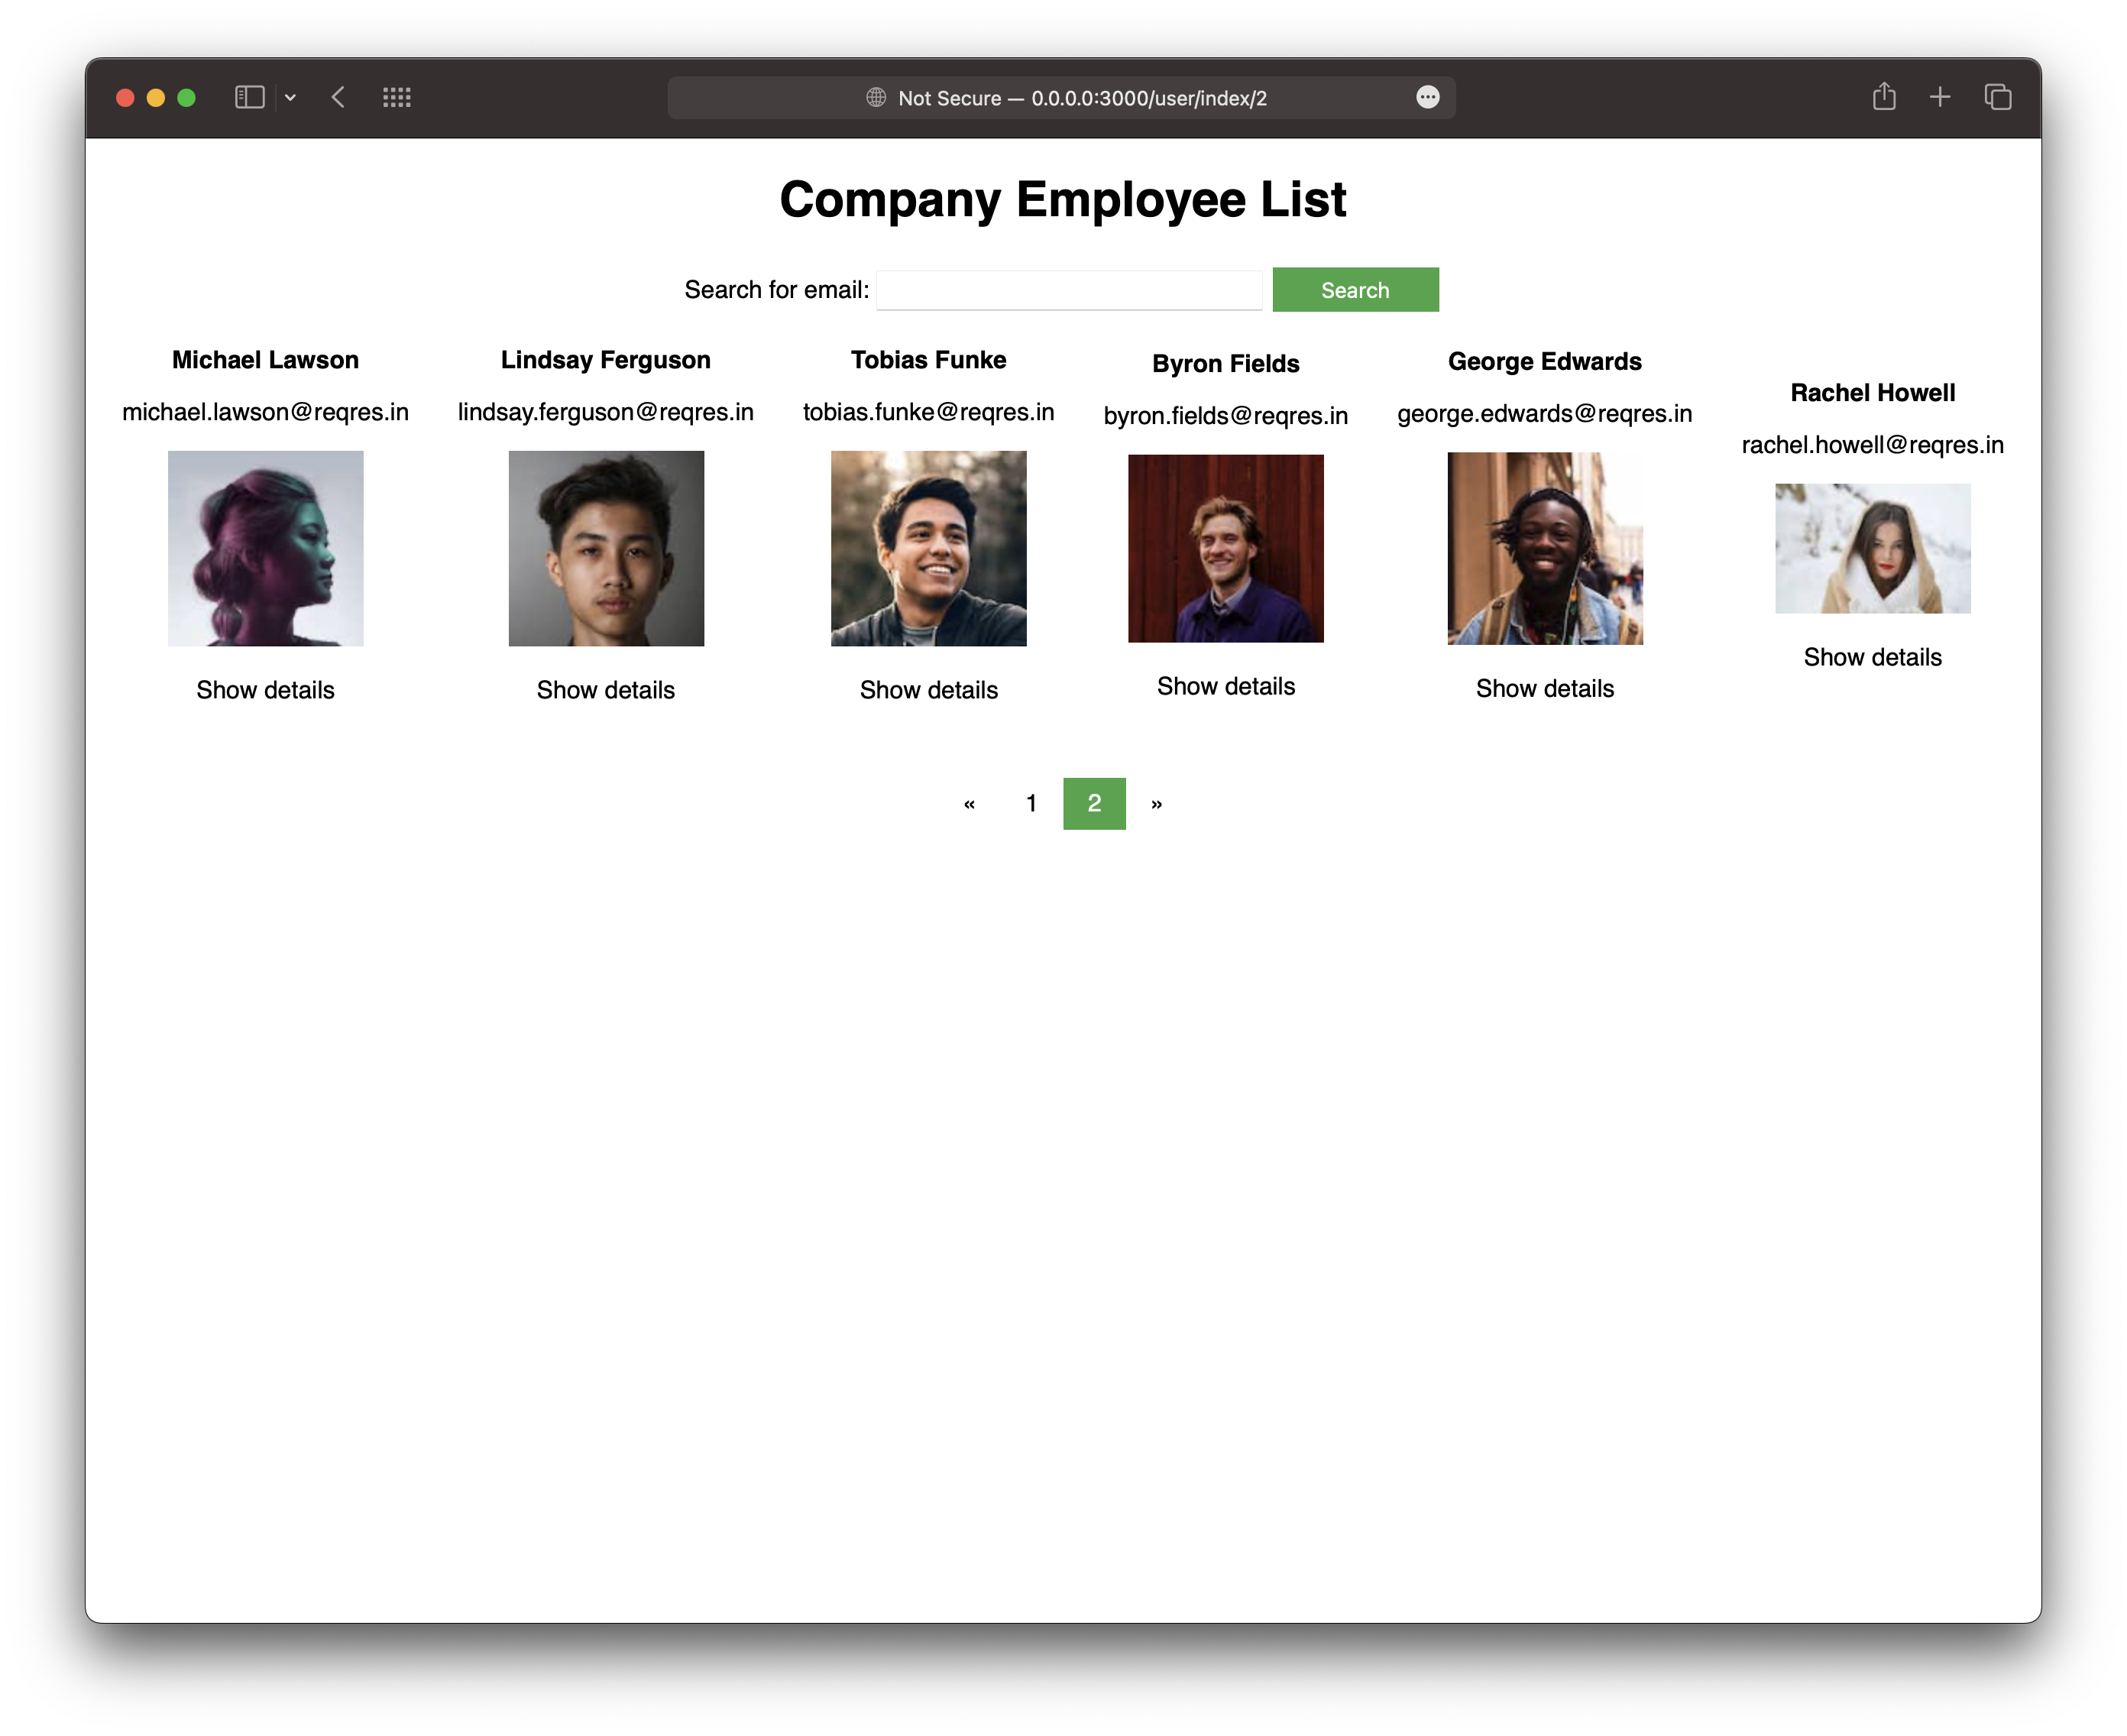 Not Secure — 0.0.0.0:3000/user/index/2
Company Employee List
Search for email: Search
Michael Lawson
michael.lawson@reqres.in
Show details
Lindsay Ferguson
lindsay.ferguson@reqres.in
Show details
Tobias Funke
tobias.funke@reqres.in
Show details
Byron Fields
byron.fields@reqres.in
Show details
George Edwards
george.edwards@reqres.in
Show details
Rachel Howell
rachel.howell@reqres.in
Show details
« 1 2 »